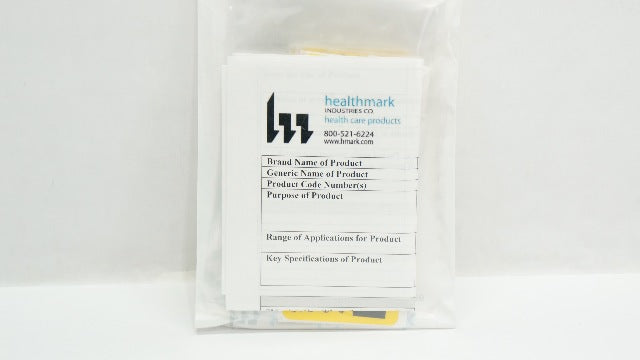 healthmark
INDUSTRIES CO.
health care products
800-521-6224
www.hmark.com
Brand Name of Product
Generic Name of Product
Product Code Number(s)
Purpose of Product
Range of Applications for Product
Key Specifications of Product